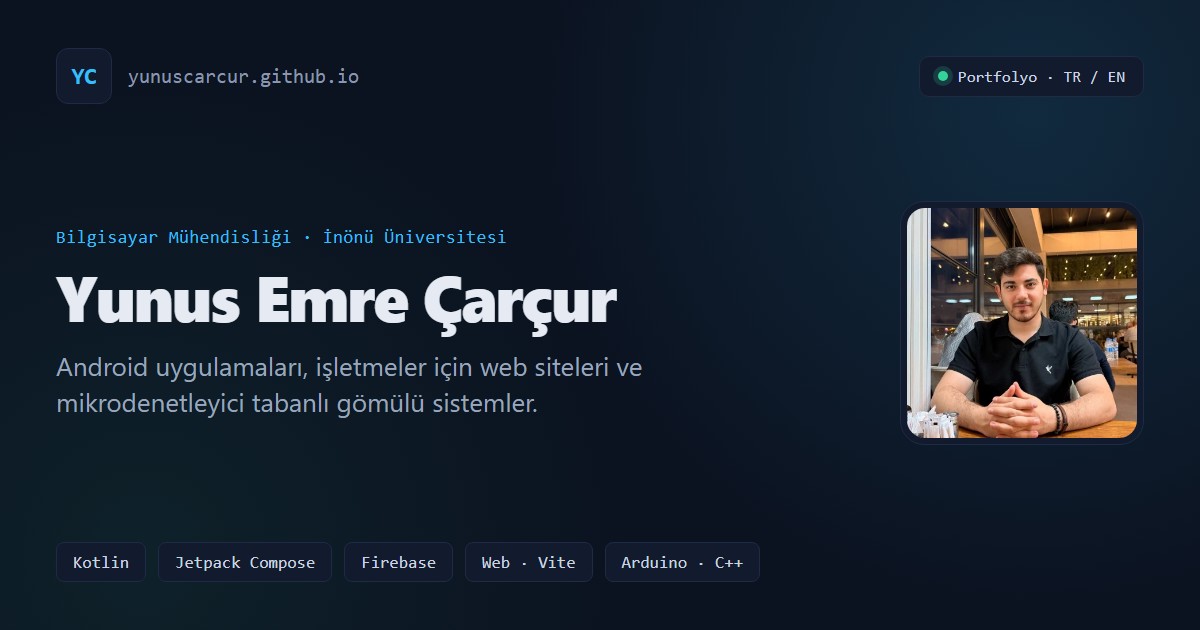 YC
yunuscarcur.github.io
Portfolyo · TR / EN
Bilgisayar Mühendisliği · İnönü Üniversitesi
Yunus Emre Çarçur
Android uygulamaları, işletmeler için web siteleri ve
mikrodenetleyici tabanlı gömülü sistemler.
Kotlin
Jetpack Compose
Firebase
Web · Vite
Arduino · C++